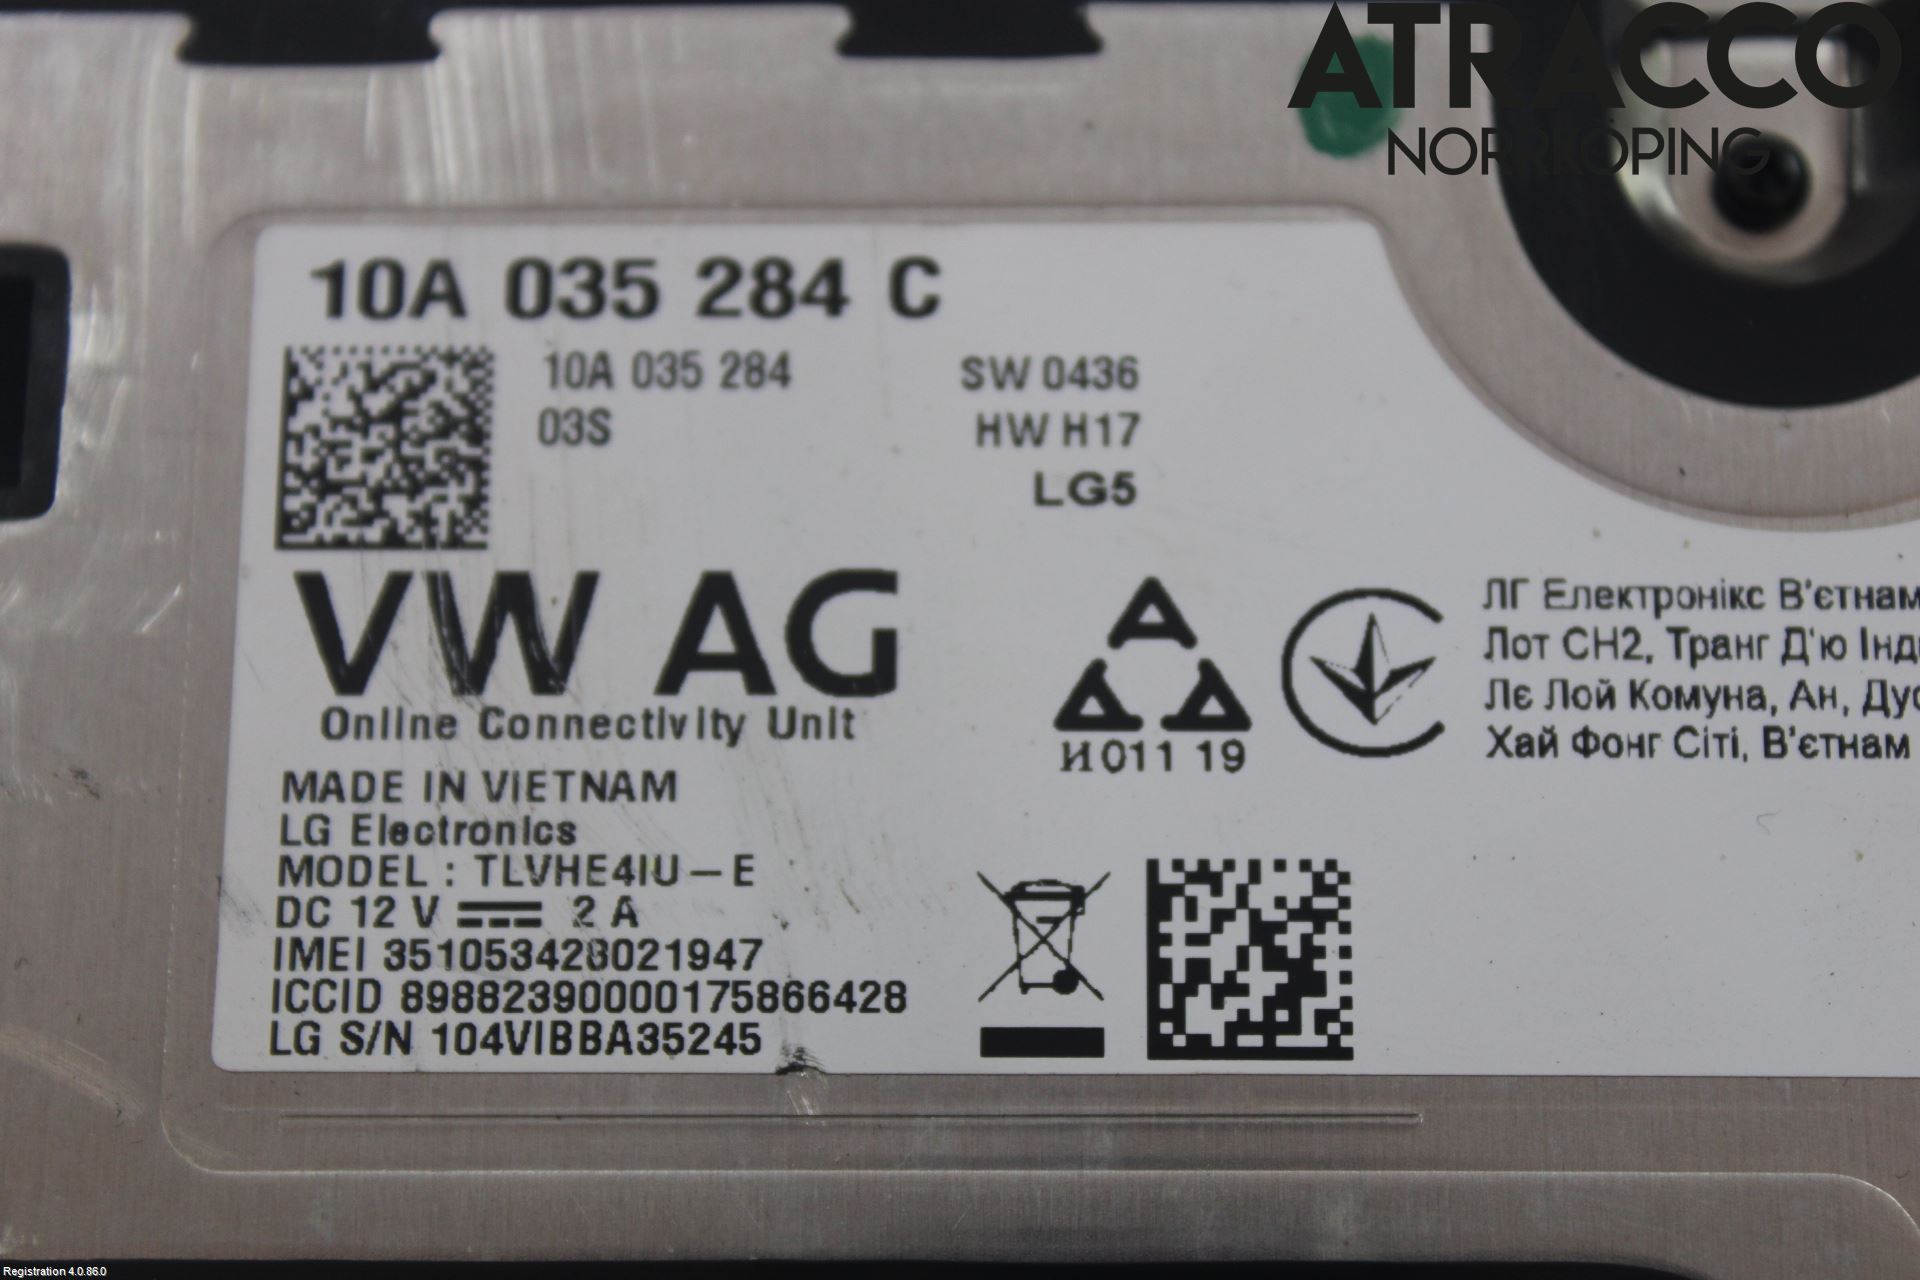 ATRACCO
NORRKÖPING
10A 035 284 C
10A 035 284
SW 0436
03S
HW H17
LG5
VW AG
Online Connectivity Unit
И011 19
ЛГ Електронікс В'єтнам
Лот CH2, Транг Д'ю Інд
Лє Лой Комуна, Ан, Дус
Хай Фонг Сіті, В'єтнам
MADE IN VIETNAM
LG Electronics
MODEL : TLVHE4IU-E
DC 12 V 2 A
IMEI 351053428021947
ICCID 89882390000175866428
LG S/N 104VIBBA35245
Registration 4.0.86.0